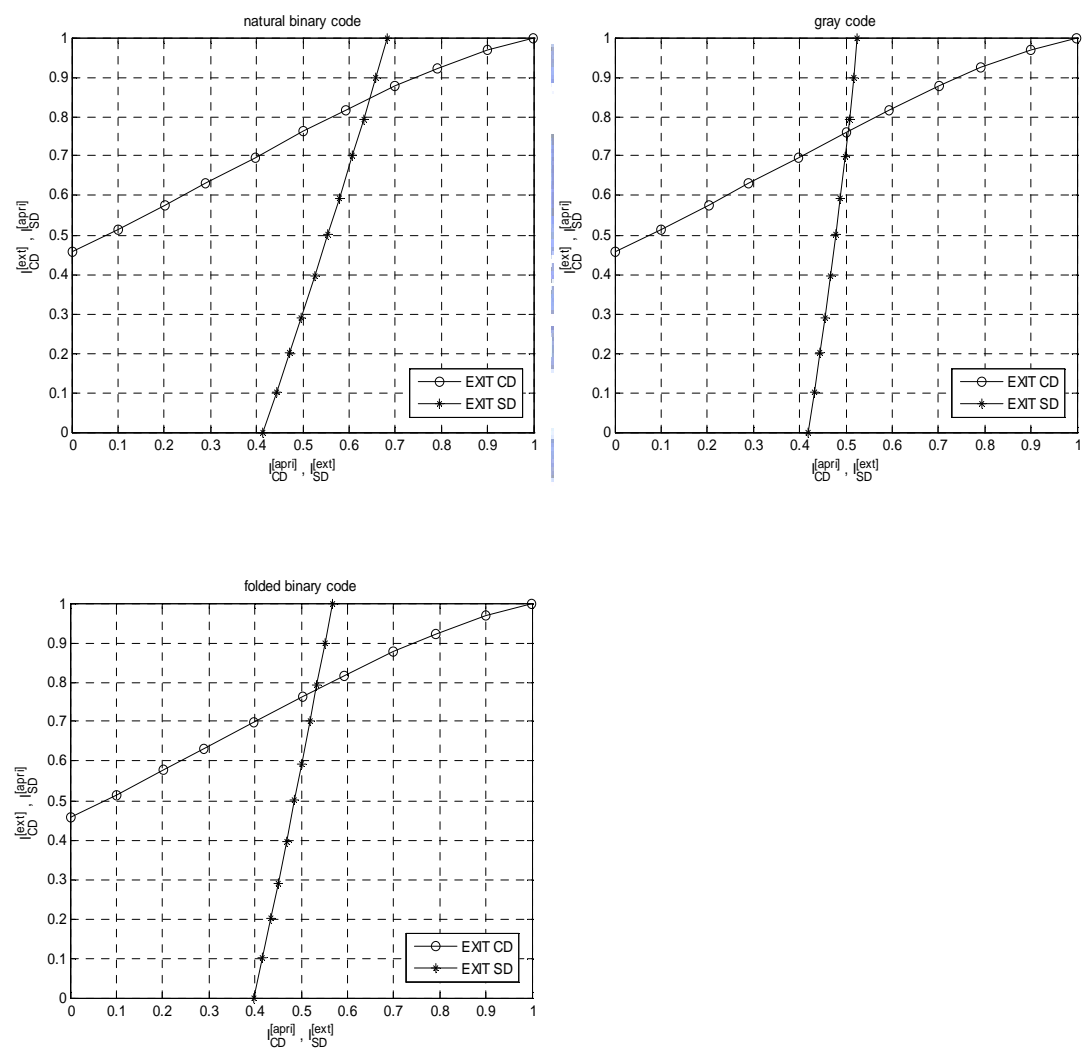 natural binary code
1
0.9
0.8
0.7
0.6
0.5
0.4
0.3
0.2
0.1
0
I[ext]CD , I[apri]SD
EXIT CD
EXIT SD
0 0.1 0.2 0.3 0.4 0.5 0.6 0.7 0.8 0.9 1
I[apri]CD , I[ext]SD
gray code
1
0.9
0.8
0.7
0.6
0.5
0.4
0.3
0.2
0.1
0
I[ext]CD , I[apri]SD
EXIT CD
EXIT SD
0 0.1 0.2 0.3 0.4 0.5 0.6 0.7 0.8 0.9 1
I[apri]CD , I[ext]SD
folded binary code
1
0.9
0.8
0.7
0.6
0.5
0.4
0.3
0.2
0.1
0
I[ext]CD , I[apri]SD
EXIT CD
EXIT SD
0 0.1 0.2 0.3 0.4 0.5 0.6 0.7 0.8 0.9 1
I[apri]CD , I[ext]SD